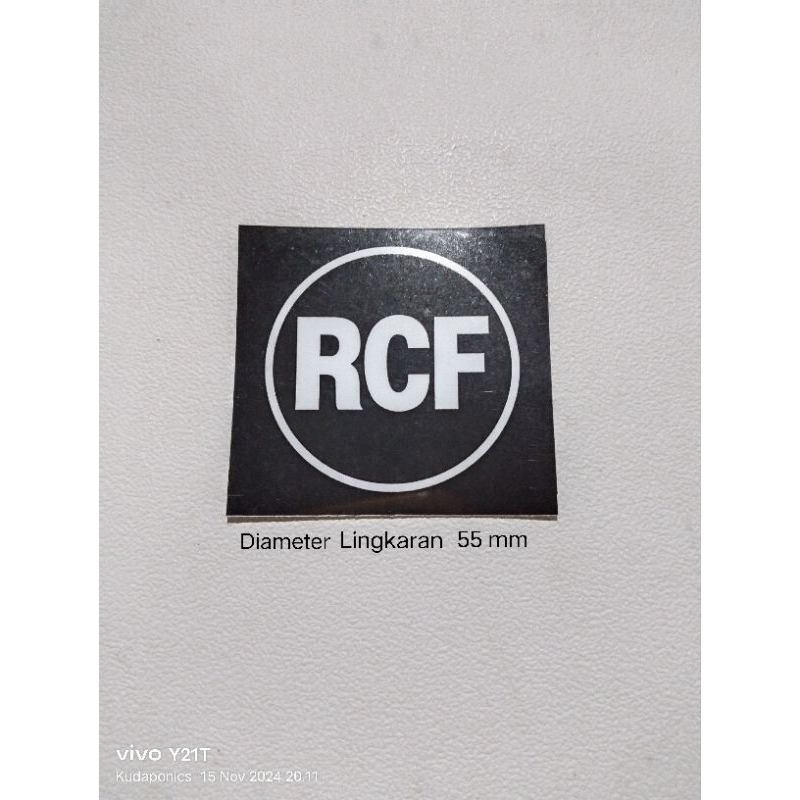 RCF
Diameter Lingkaran 55 mm
vivo Y21T
Kudaponics 15 Nov 2024 20.11